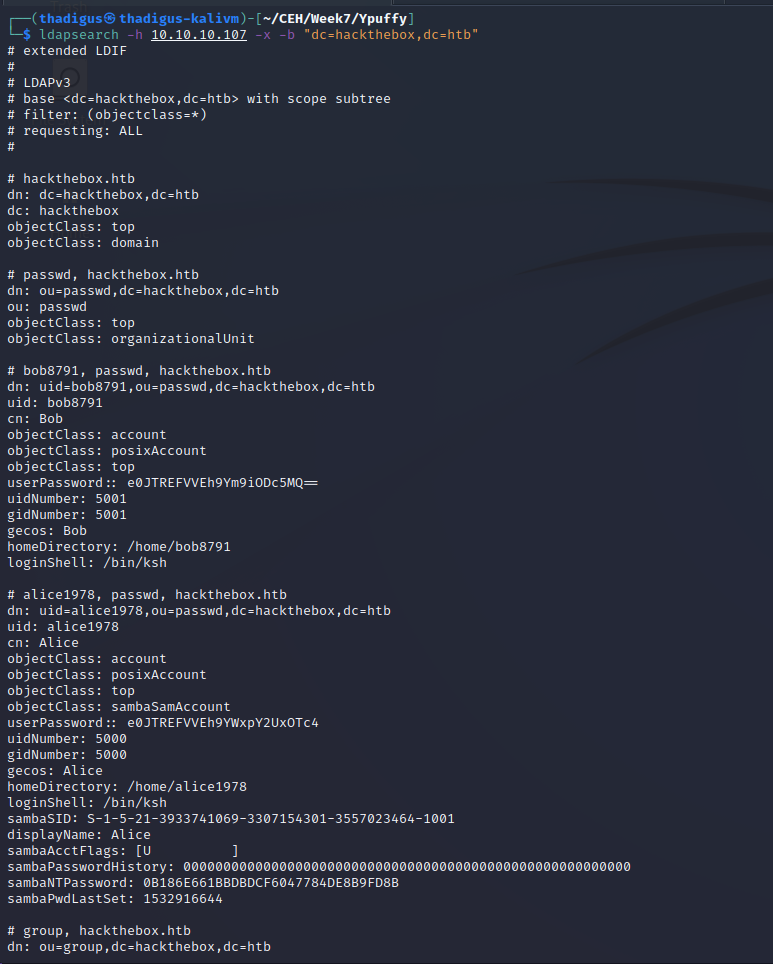 ┌──(thadigus㉿thadigus-kalivm)-[~/CEH/Week7/Ypuffy]
└─$ ldapsearch -h 10.10.10.107 -x -b "dc=hackthebox,dc=htb"
# extended LDIF
#
# LDAPv3
# base <dc=hackthebox,dc=htb> with scope subtree
# filter: (objectclass=*)
# requesting: ALL
#

# hackthebox.htb
dn: dc=hackthebox,dc=htb
dc: hackthebox
objectClass: top
objectClass: domain

# passwd, hackthebox.htb
dn: ou=passwd,dc=hackthebox,dc=htb
ou: passwd
objectClass: top
objectClass: organizationalUnit

# bob8791, passwd, hackthebox.htb
dn: uid=bob8791,ou=passwd,dc=hackthebox,dc=htb
uid: bob8791
cn: Bob
objectClass: account
objectClass: posixAccount
objectClass: top
userPassword:: e0JTREFVVEh9Ym9iODc5MQ==
uidNumber: 5001
gidNumber: 5001
gecos: Bob
homeDirectory: /home/bob8791
loginShell: /bin/ksh

# alice1978, passwd, hackthebox.htb
dn: uid=alice1978,ou=passwd,dc=hackthebox,dc=htb
uid: alice1978
cn: Alice
objectClass: account
objectClass: posixAccount
objectClass: top
objectClass: sambaSamAccount
userPassword:: e0JTREFVVEh9YWxpY2UxOTc4
uidNumber: 5000
gidNumber: 5000
gecos: Alice
homeDirectory: /home/alice1978
loginShell: /bin/ksh
sambaSID: S-1-5-21-3933741069-3307154301-3557023464-1001
displayName: Alice
sambaAcctFlags: [U          ]
sambaPasswordHistory: 00000000000000000000000000000000000000000000000000000000
sambaNTPassword: 0B186E661BBDBDCF6047784DE8B9FD8B
sambaPwdLastSet: 1532916644

# group, hackthebox.htb
dn: ou=group,dc=hackthebox,dc=htb